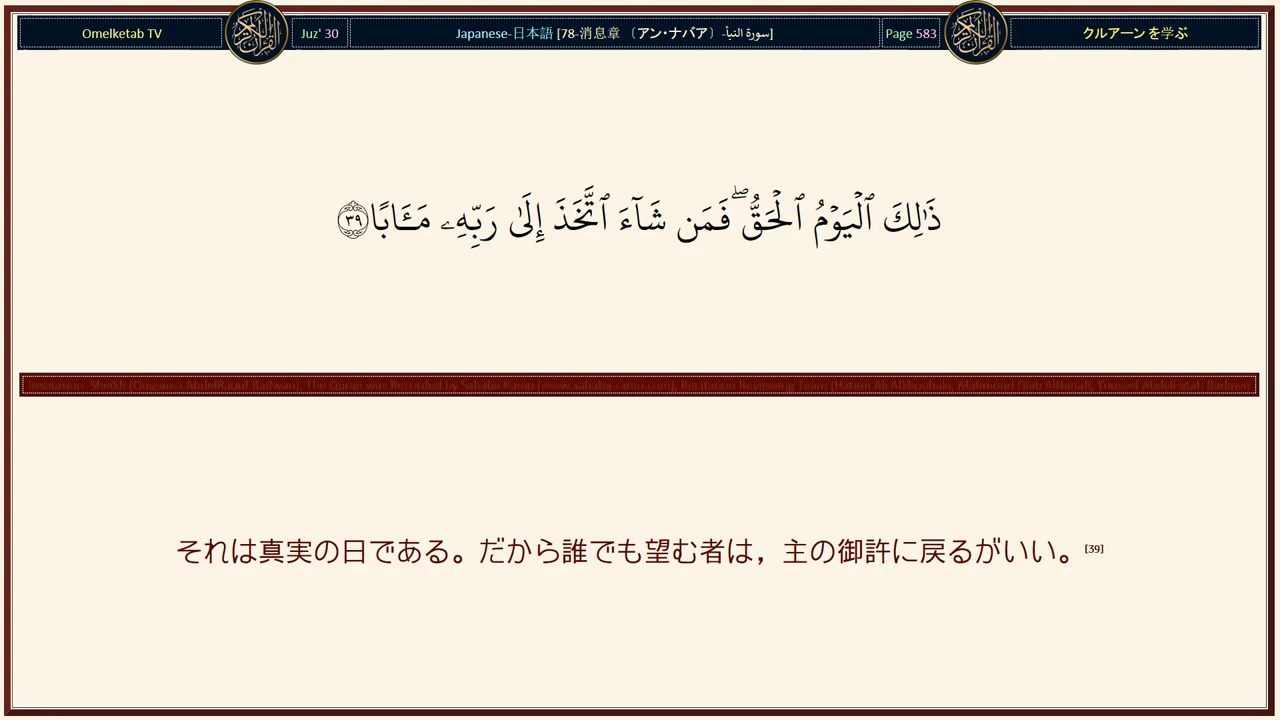 Omelketab TV
Juz' 30
Japanese-日本語 [78-消息章 〔アン・ナバア〕 -سورة النبأ]
Page 583
クルアーン を学ぶ
ذَٰلِكَ ٱلْيَوْمُ ٱلْحَقُّ ۖ فَمَن شَآءَ ٱتَّخَذَ إِلَىٰ رَبِّهِۦ مَـَٔابًا ٣٩
それは真実の日である。だから誰でも望む者は，主の御許に戻るがいい。[39]